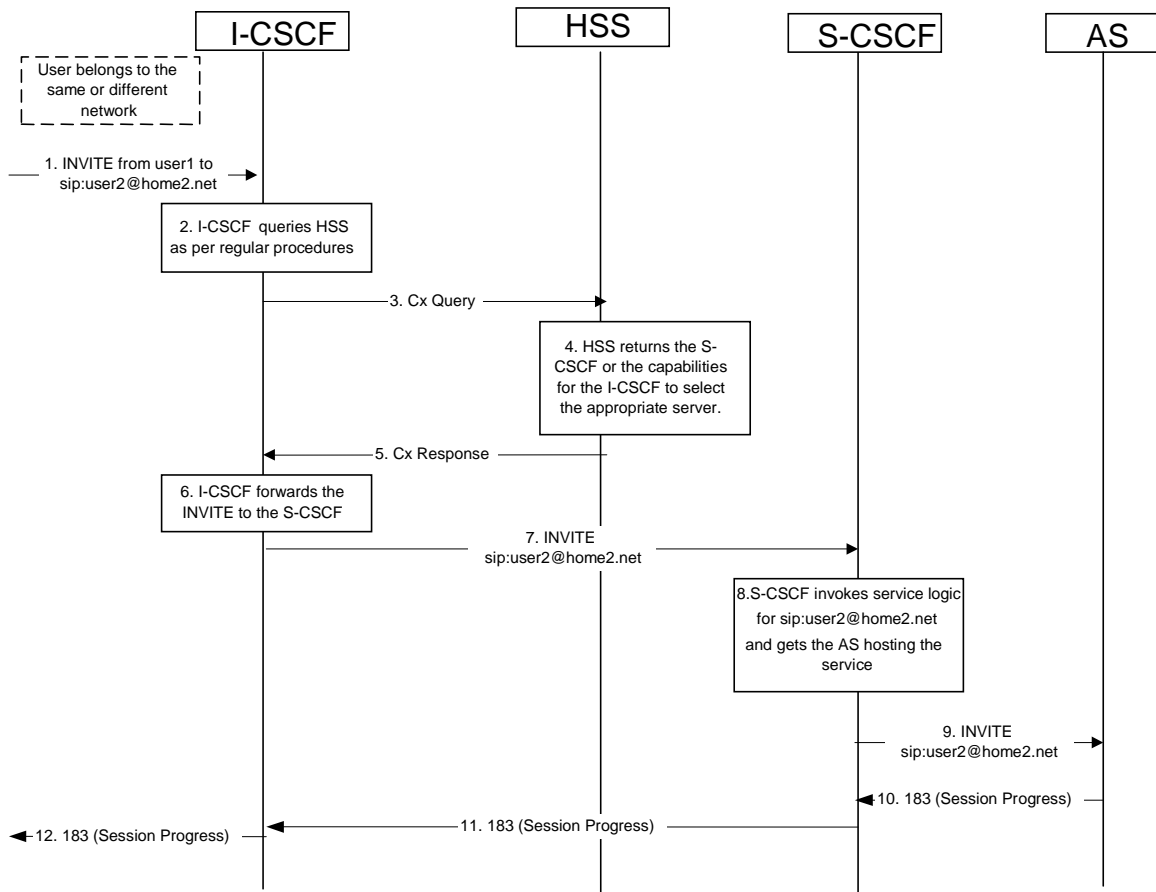 I-CSCF
HSS
S-CSCF
AS
User belongs to the
same or different
network
1. INVITE from user1 to
sip:user2@home2.net
2. I-CSCF queries HSS
as per regular procedures
3. Cx Query
4. HSS returns the S-
CSCF or the capabilities
for the I-CSCF to select
the appropriate server.
5. Cx Response
6. I-CSCF forwards the
INVITE to the S-CSCF
7. INVITE
sip:user2@home2.net
8.S-CSCF invokes service logic
for sip:user2@home2.net
and gets the AS hosting the
service
9. INVITE
sip:user2@home2.net
10. 183 (Session Progress)
11. 183 (Session Progress)
12. 183 (Session Progress)